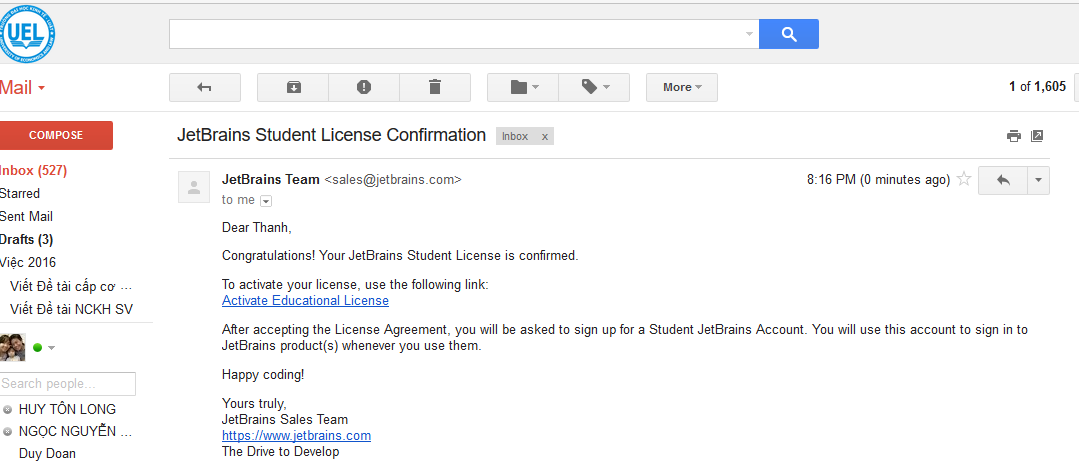 UEL
Mail
More
1 of 1,605
COMPOSE
JetBrains Student License Confirmation
Inbox x
Inbox (527)
Starred
Sent Mail
Drafts (3)
Việc 2016
Viết Đề tài cấp cơ ...
Viết Đề tài NCKH SV
Search people...
HUY TÔN LONG
NGỌC NGUYỄN ...
Duy Doan
JetBrains Team <sales@jetbrains.com>
8:16 PM (0 minutes ago)
to me
Dear Thanh,
Congratulations! Your JetBrains Student License is confirmed.
To activate your license, use the following link:
Activate Educational License
After accepting the License Agreement, you will be asked to sign up for a Student JetBrains Account. You will use this account to sign in to
JetBrains product(s) whenever you use them.
Happy coding!
Yours truly,
JetBrains Sales Team
https://www.jetbrains.com
The Drive to Develop